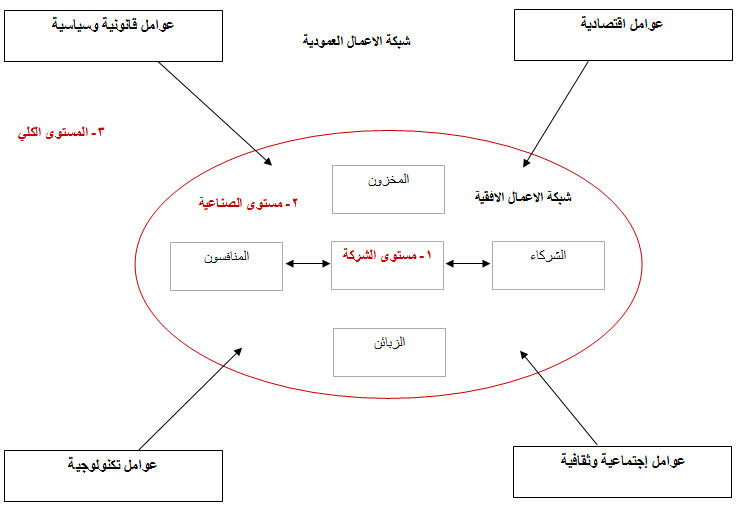 عوامل قانونية وسياسية
عوامل اقتصادية
شبكة الاعمال العمودية
٣- المستوى الكلي
المخزون
شبكة الاعمال الافقية
٢- مستوى الصناعية
الشركاء
١- مستوى الشركة
المنافسون
الزبائن
عوامل إجتماعية وثقافية
عوامل تكنولوجية